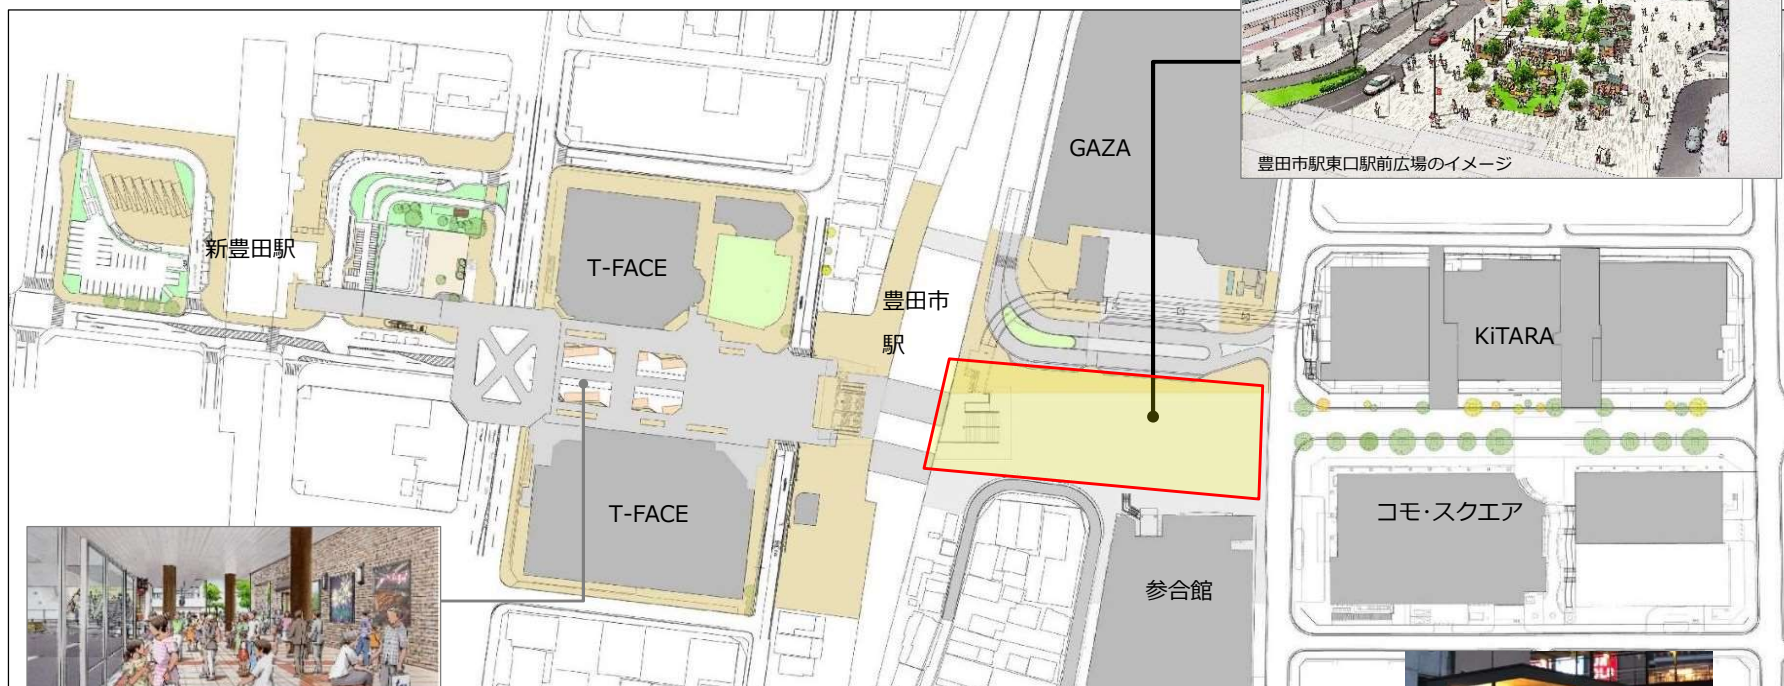 豊田市駅東口駅前広場のイメージ
GAZA
新豊田駅
T-FACE
豊田市
駅
KiTARA
T-FACE
コモ・スクエア
参合館